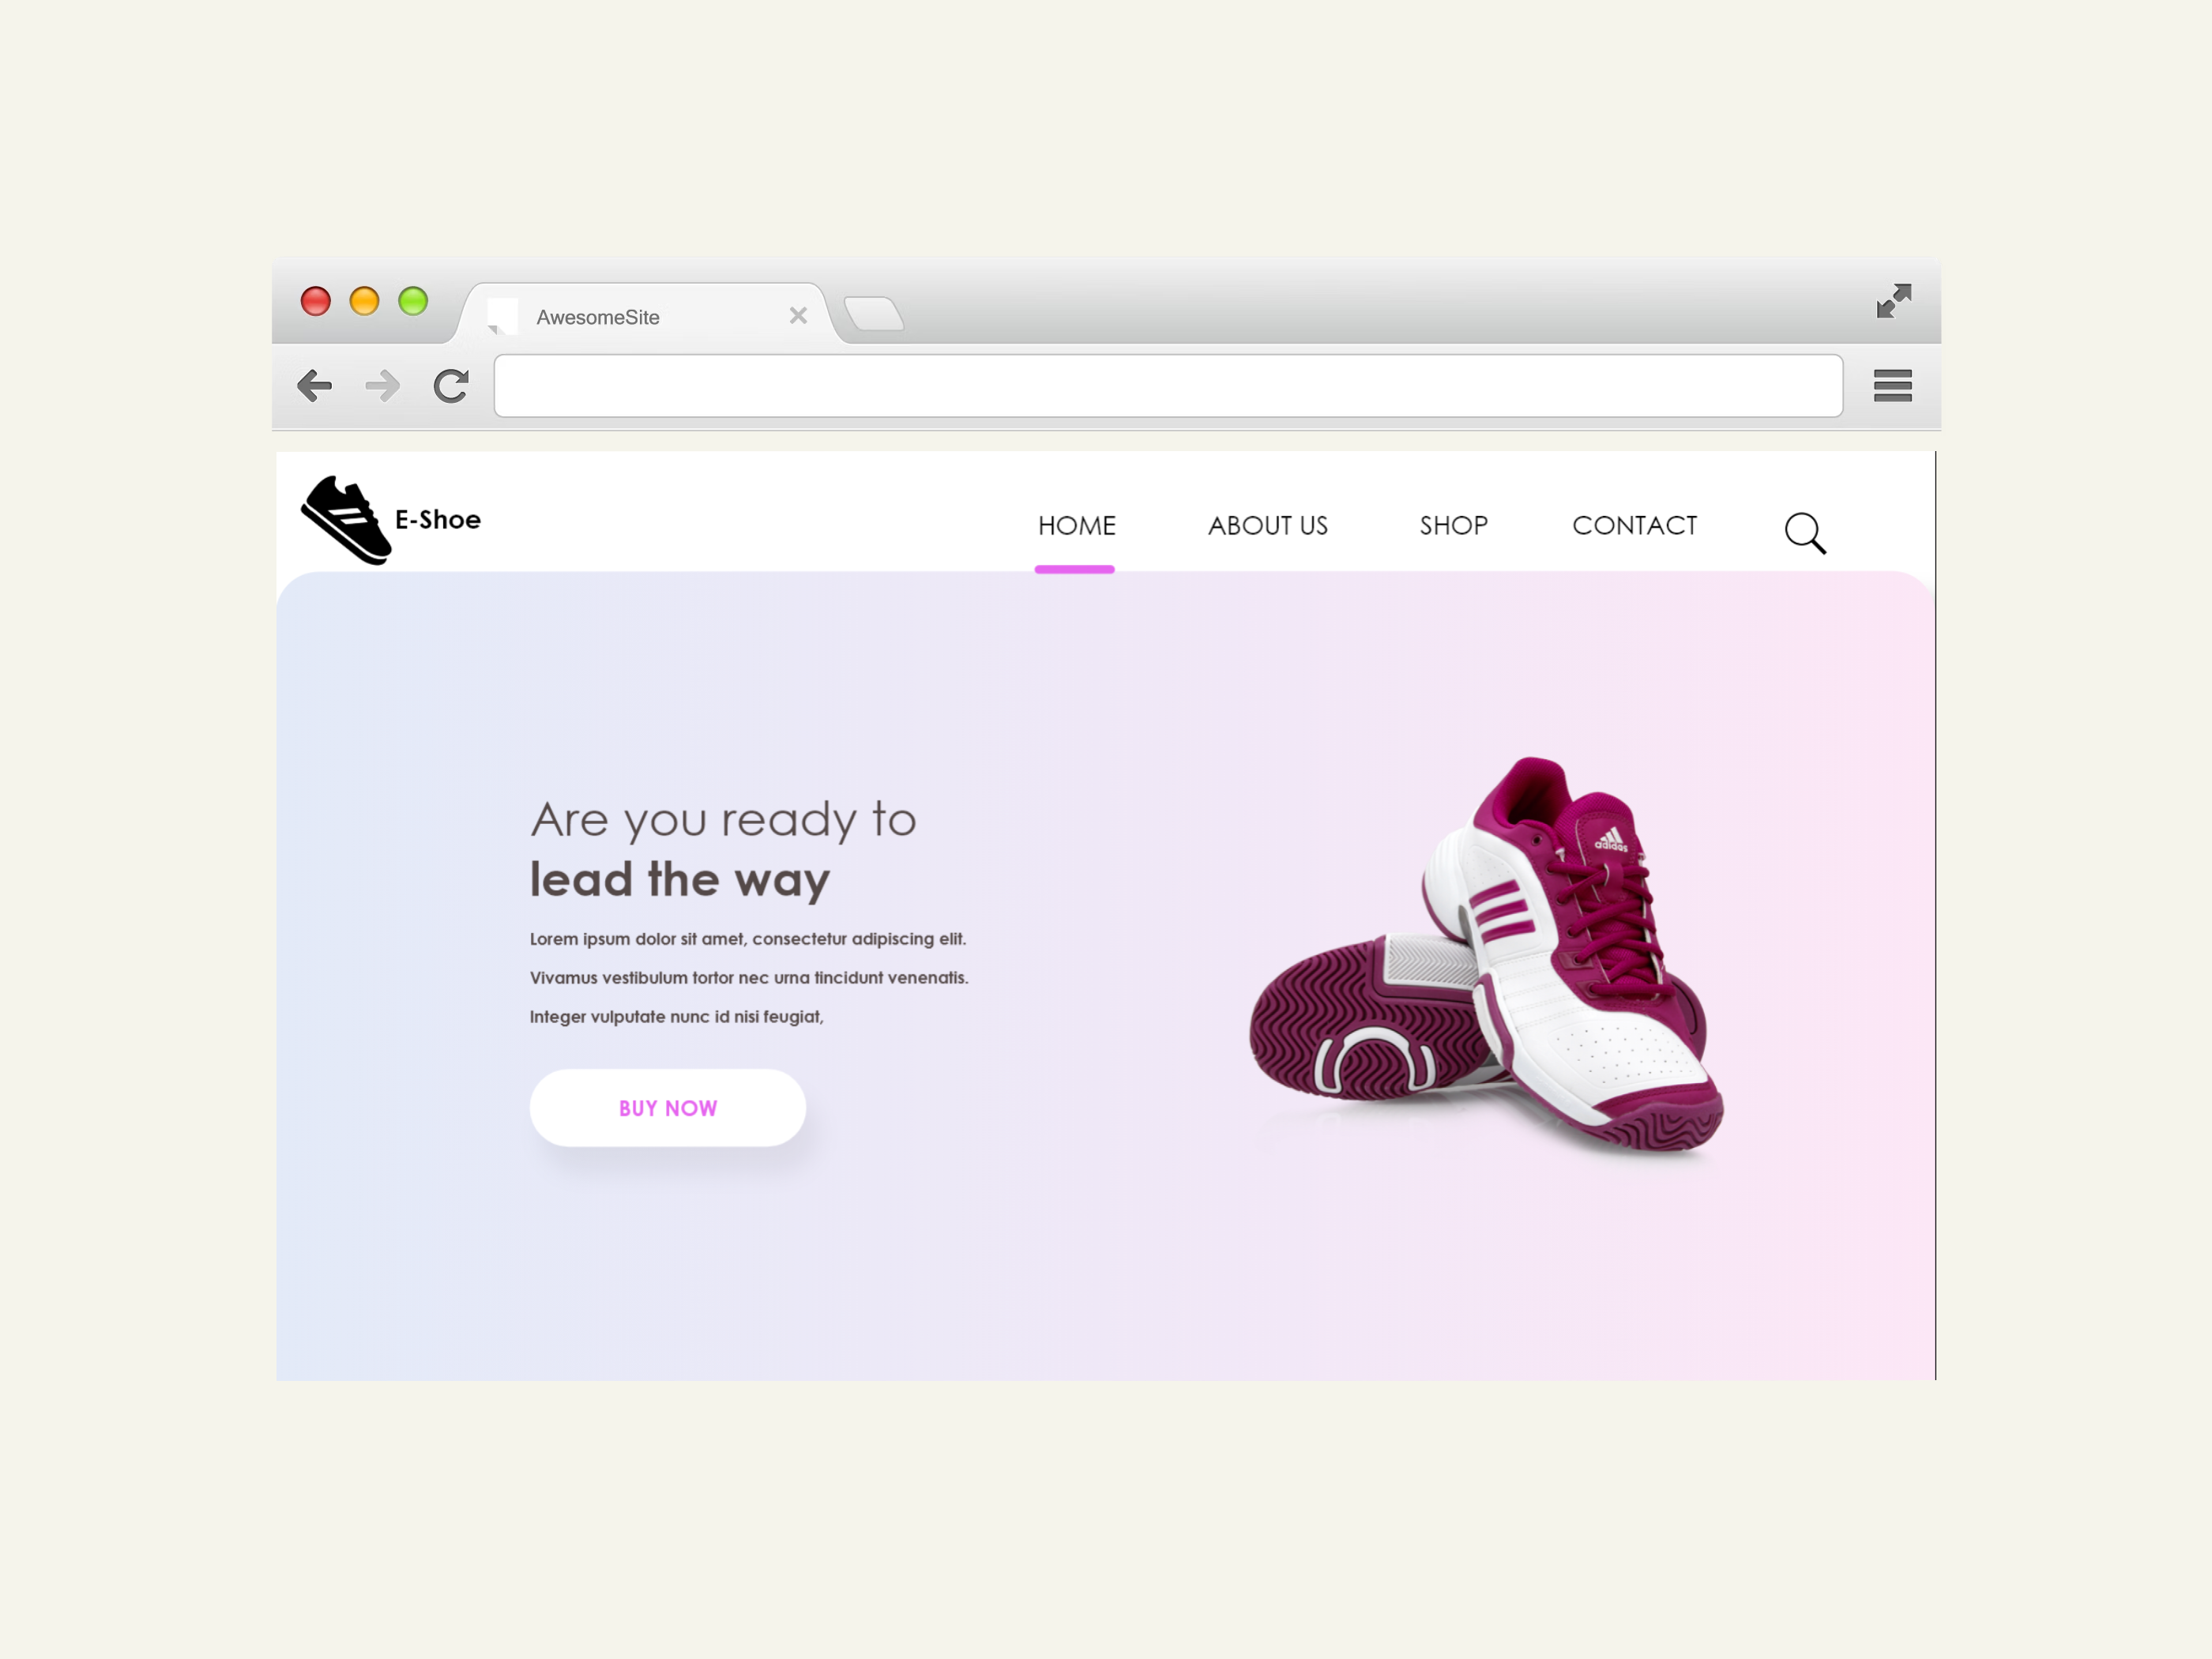 AwesomeSite
E-Shoe
HOME
ABOUT US
SHOP
CONTACT
Are you ready to
lead the way
Lorem ipsum dolor sit amet, consectetur adipiscing elit.
Vivamus vestibulum tortor nec urna tincidunt venenatis.
Integer vulputate nunc id nisi feugiat,
BUY NOW
adidas